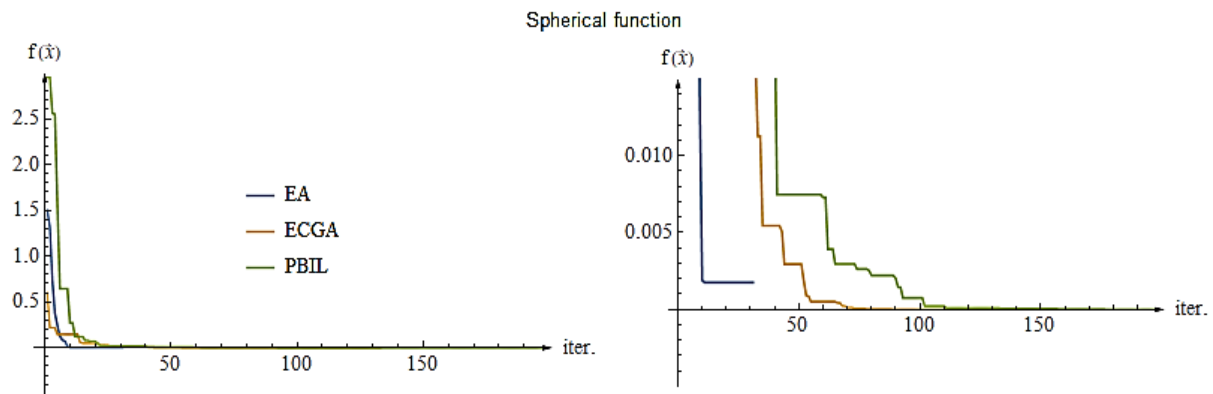 Spherical function
f(x̂)
2.5
2.0
1.5
1.0
0.5
50
100
150
iter.
EA
ECGA
PBIL
f(x̂)
0.010
0.005
50
100
150
iter.